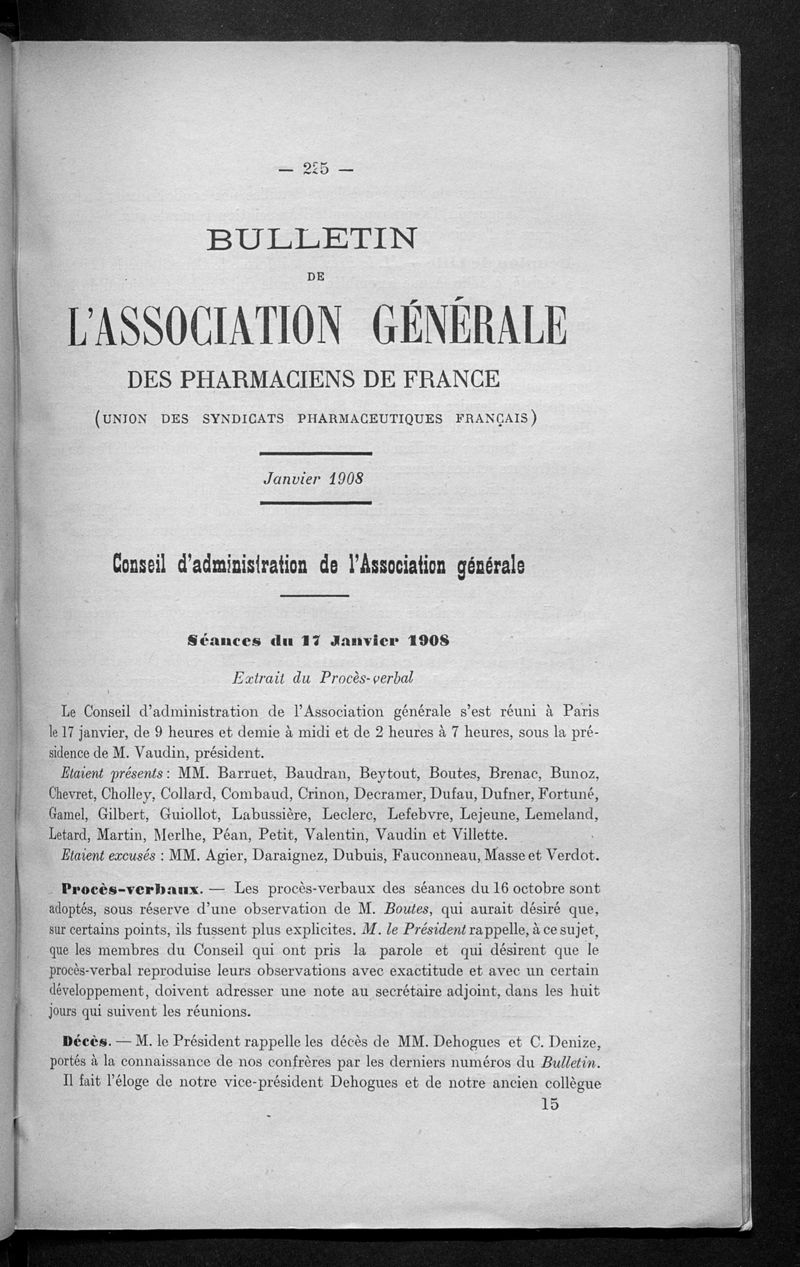 — 225 —
BULLETIN
DE
L'ASSOCIATION GÉNÉRALE
DES PHARMACIENS DE FRANCE
(UNION DES SYNDICATS PHARMACEUTIQUES FRANÇAIS)
Janvier 1908
Conseil d'administration de l'Association générale
Séances du 17 Janvier 1908
Extrait du Procès-verbal
Le Conseil d'administration de l'Association générale s'est réuni à Paris
le 17 janvier, de 9 heures et demie à midi et de 2 heures à 7 heures, sous la pré-
sidence de M. Vaudin, président.
Etaient présents : MM. Barruet, Baudran, Beytout, Boutes, Brenac, Bunoz,
Chevret, Cholley, Collard, Combaud, Crinon, Decramer, Dufau, Dufner, Fortuné,
Gamel, Gilbert, Guiollot, Labussière, Leclerc, Lefebvre, Lejeune, Lemeland,
Letard, Martin, Merlhe, Péan, Petit, Valentin, Vaudin et Villette.
Etaient excusés : MM. Agier, Daraignez, Dubuis, Fauconneau, Masse et Verdot.
Procès-verbaux. — Les procès-verbaux des séances du 16 octobre sont
adoptés, sous réserve d'une observation de M. Boutes, qui aurait désiré que,
sur certains points, ils fussent plus explicites. M. le Président rappelle, à ce sujet,
que les membres du Conseil qui ont pris la parole et qui désirent que le
procès-verbal reproduise leurs observations avec exactitude et avec un certain
développement, doivent adresser une note au secrétaire adjoint, dans les huit
jours qui suivent les réunions.
Décès. — M. le Président rappelle les décès de MM. Dehogues et C. Denize,
portés à la connaissance de nos confrères par les derniers numéros du Bulletin.
Il fait l'éloge de notre vice-président Dehogues et de notre ancien collègue
15